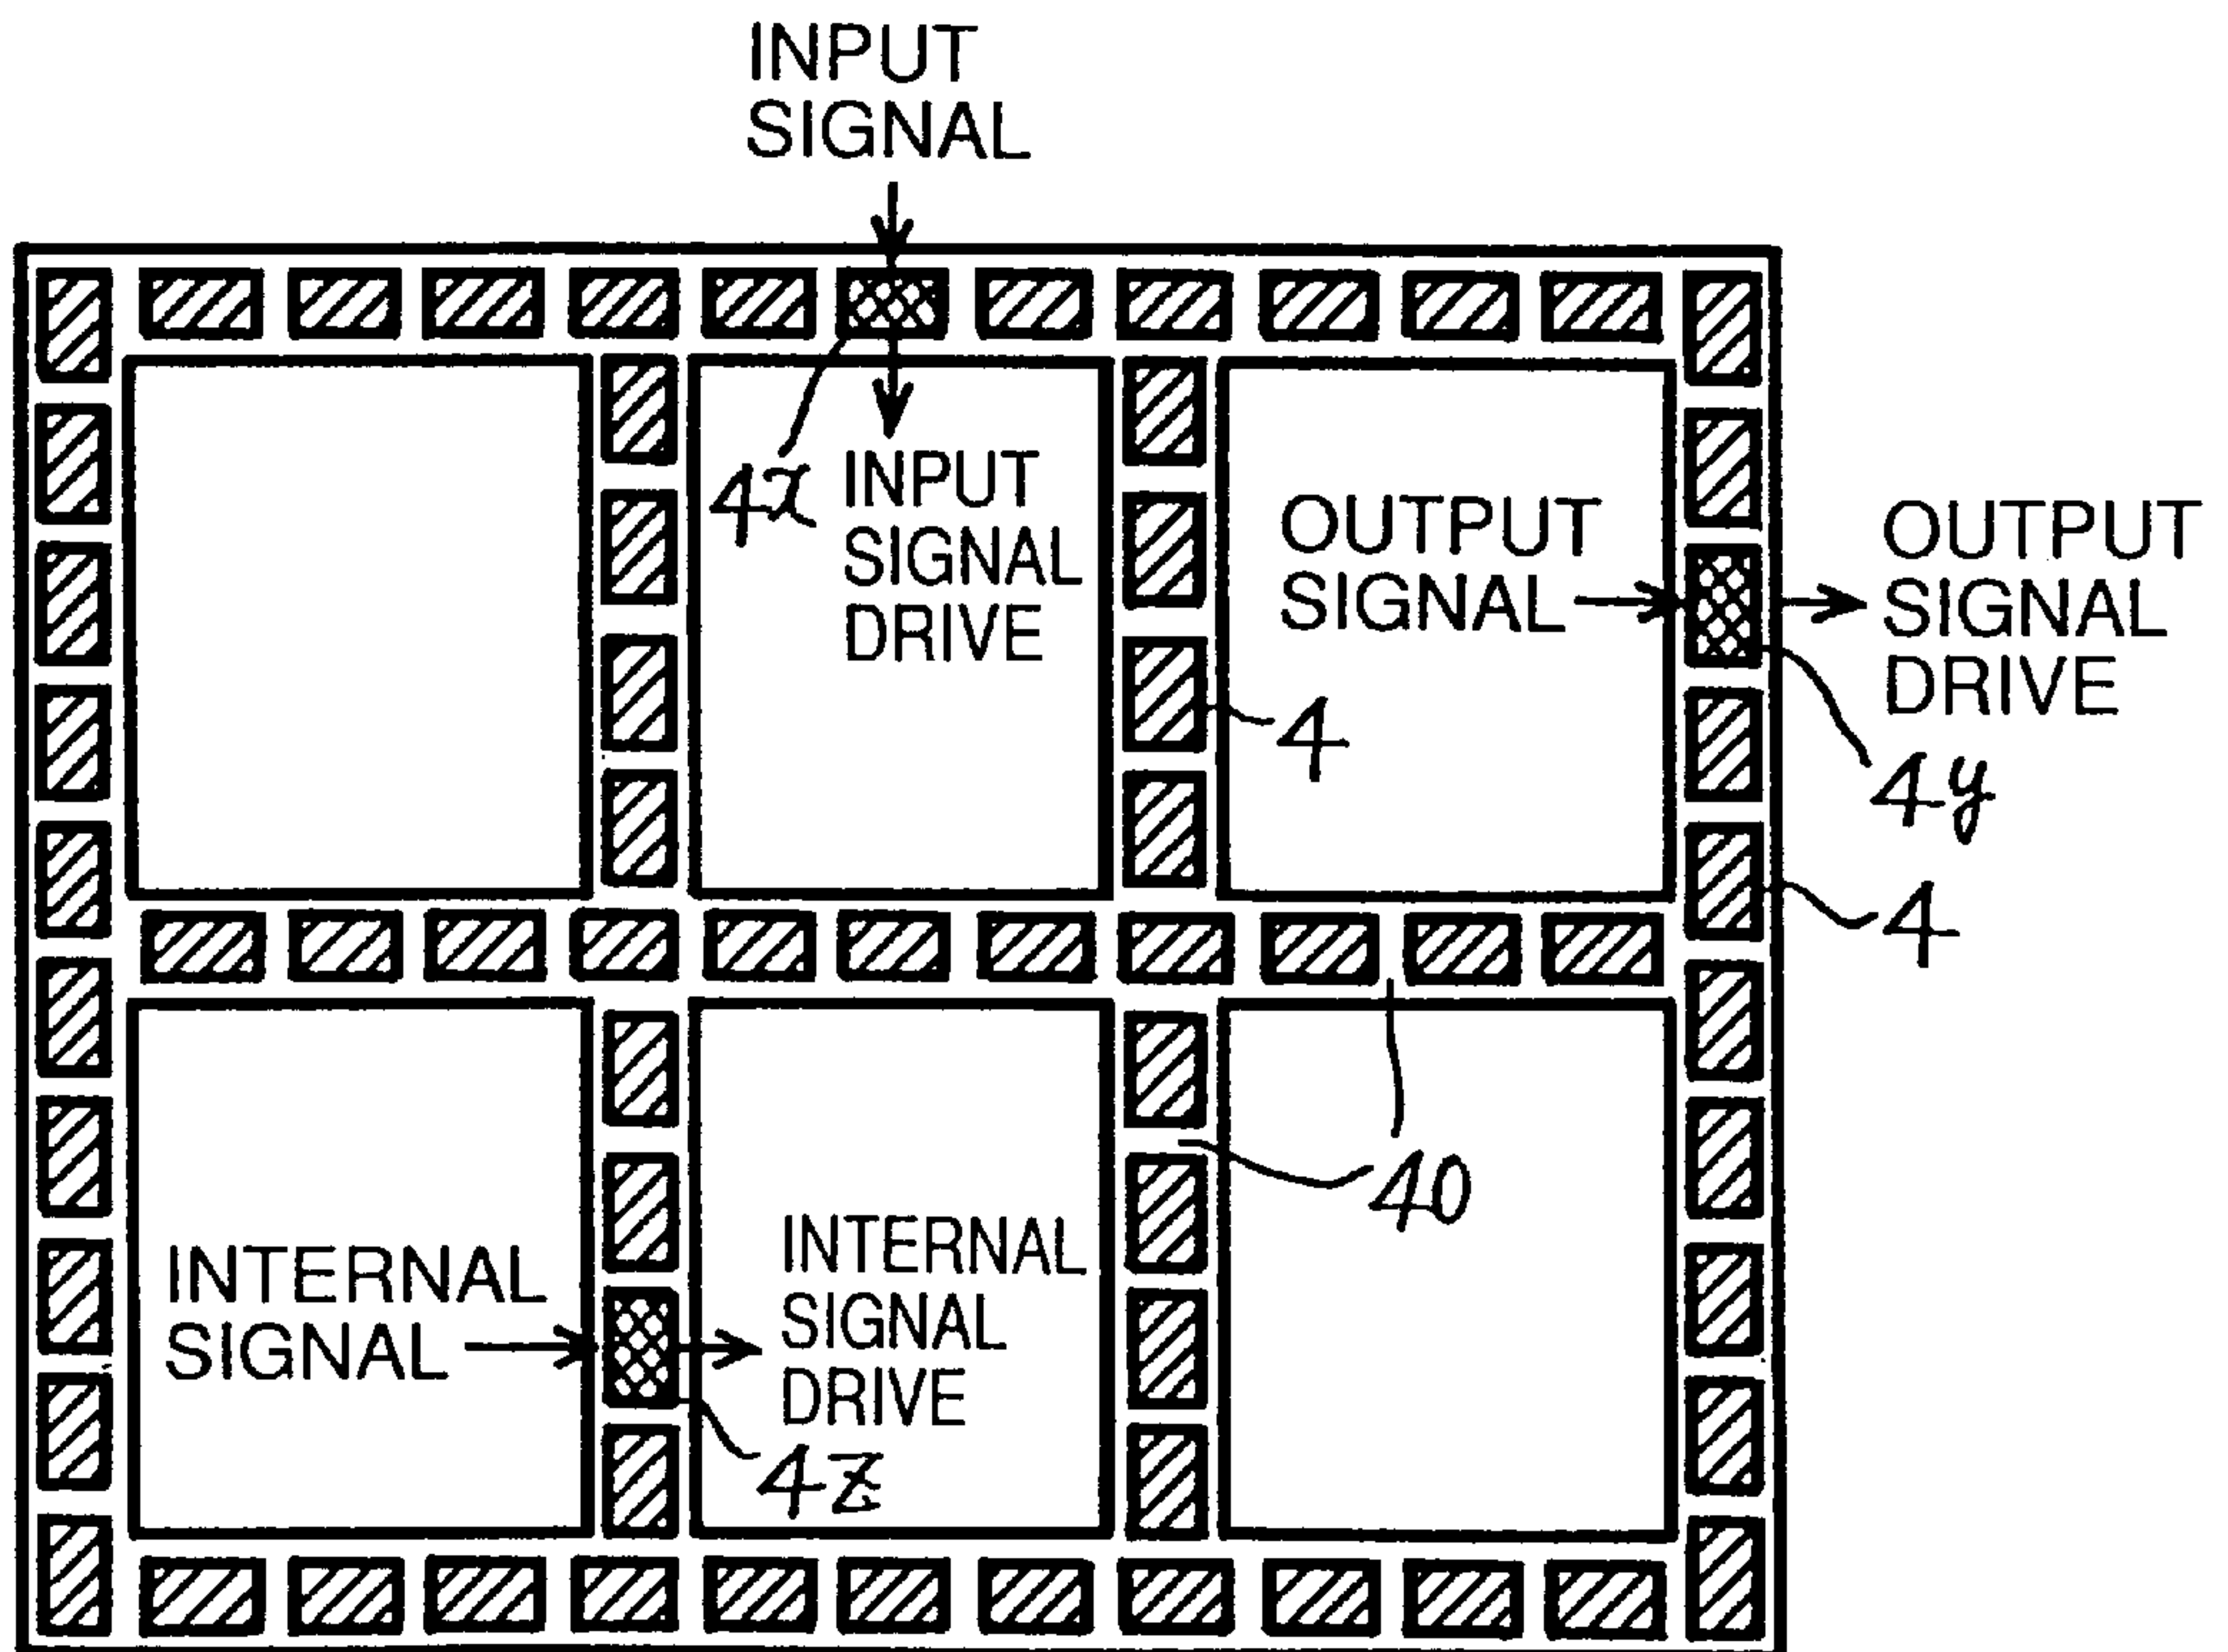 INPUT
SIGNAL
4x
INPUT
SIGNAL
DRIVE
OUTPUT
SIGNAL
OUTPUT
SIGNAL
DRIVE
4
4y
4
40
INTERNAL
SIGNAL
INTERNAL
SIGNAL
DRIVE
4z